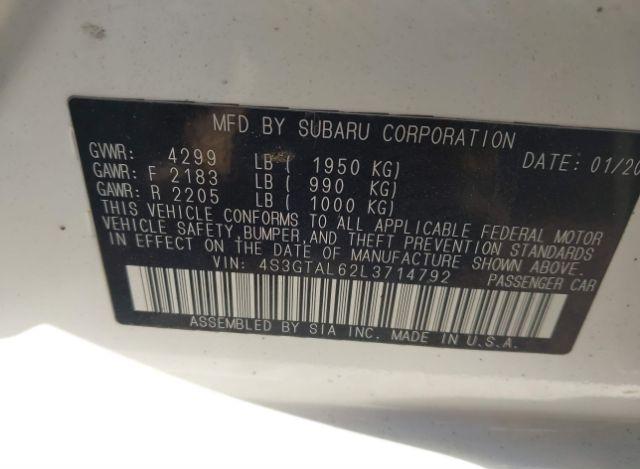 MFD BY SUBARU CORPORATION
GVWR: 4299 LB ( 1950 KG) DATE: 01/20
GAWR: F 2183 LB ( 990 KG)
GAWR: R 2205 LB ( 1000 KG)
THIS VEHICLE CONFORMS TO ALL APPLICABLE FEDERAL MOTOR
VEHICLE SAFETY, BUMPER, AND THEFT PREVENTION STANDARDS
IN EFFECT ON THE DATE OF MANUFACTURE SHOWN ABOVE.
VIN: 4S3GTAL62L3714792 PASSENGER CAR
ASSEMBLED BY SIA INC. MADE IN U.S.A.